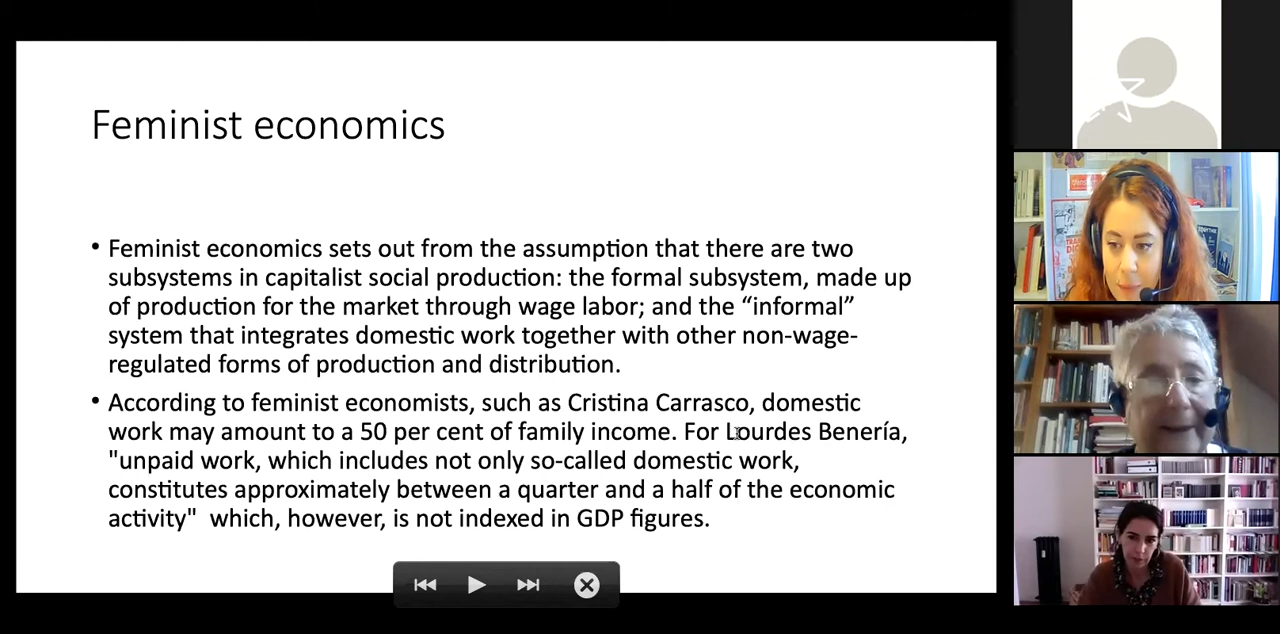 Feminist economics
• Feminist economics sets out from the assumption that there are two
subsystems in capitalist social production: the formal subsystem, made up
of production for the market through wage labor; and the “informal”
system that integrates domestic work together with other non-wage-
regulated forms of production and distribution.
• According to feminist economists, such as Cristina Carrasco, domestic
work may amount to a 50 per cent of family income. For Lourdes Benería,
"unpaid work, which includes not only so-called domestic work,
constitutes approximately between a quarter and a half of the economic
activity" which, however, is not indexed in GDP figures.